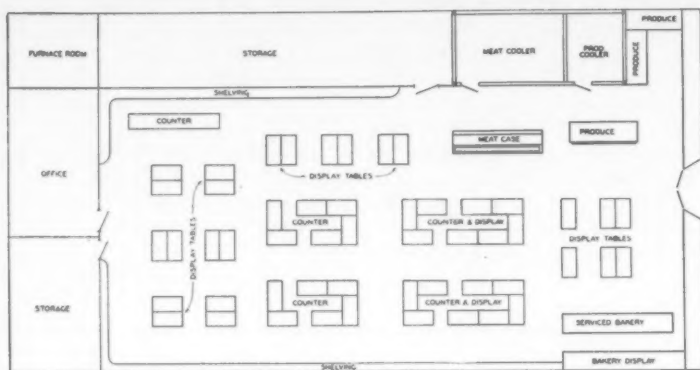 FURNACE ROOM
STORAGE
MEAT COOLER
PROD
COOLER
PRODUCE
PRODUCE
SHELVING
COUNTER
MEAT CASE
PRODUCE
OFFICE
DISPLAY TABLES
DISPLAY TABLES
COUNTER
COUNTER & DISPLAY
DISPLAY TABLES
STORAGE
COUNTER
COUNTER & DISPLAY
SERVICED BAKERY
SHELVING
BAKERY DISPLAY